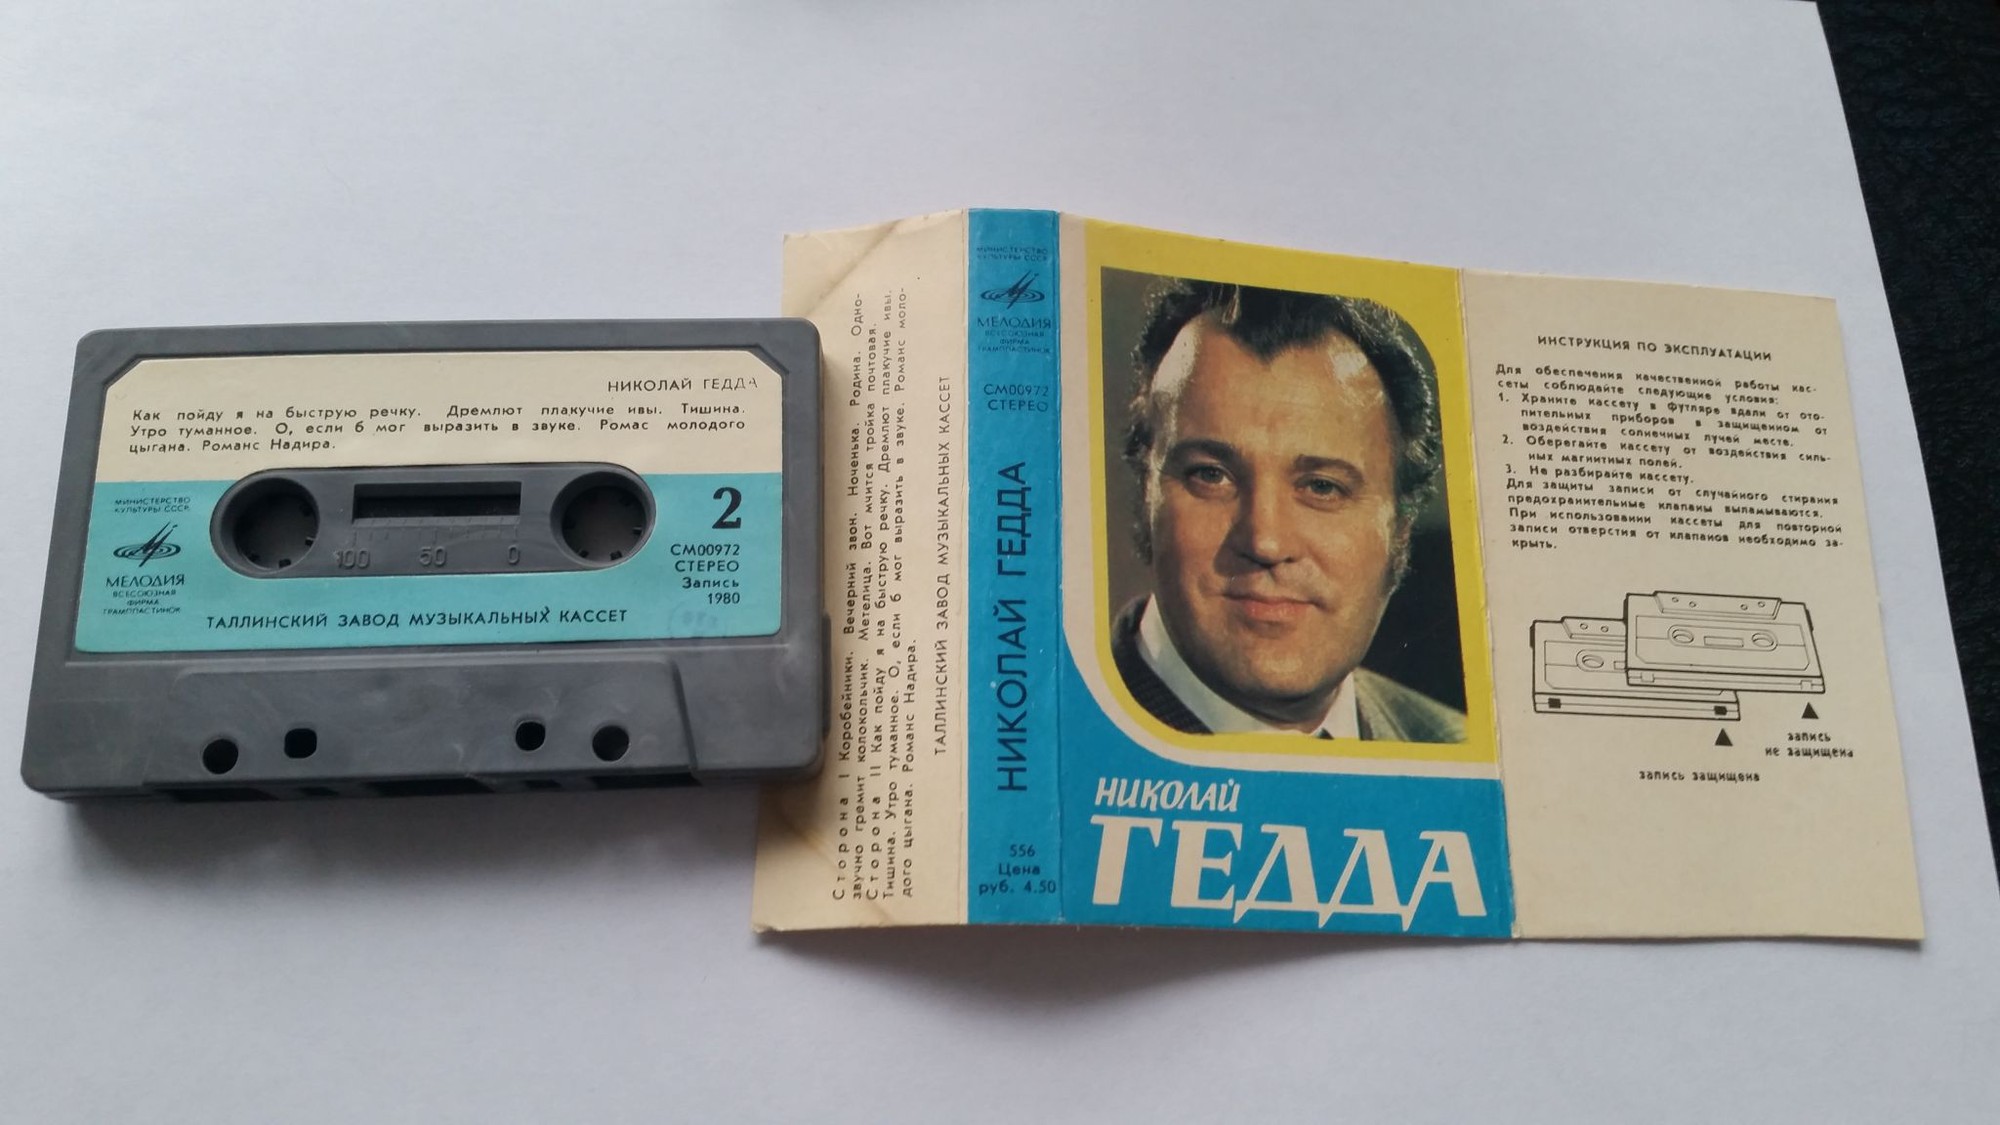 НИКОЛАЙ ГЕДДА
Как пойду я на быструю речку. Дремлют плакучие ивы. Тишина.
Утро туманное. О, если б мог выразить в звуке. Ромас молодого
цыгана. Романс Надира.
МИНИСТЕРСТВО
КУЛЬТУРЫ СССР
МЕЛОДИЯ
ВСЕСОЮЗНАЯ
ФИРМА
ГРАМПЛАСТИНОК
100 50 0
2
СМ00972
СТЕРЕО
Запись
1980
ТАЛЛИНСКИЙ ЗАВОД МУЗЫКАЛЬНЫХ КАССЕТ
Сторона I Коробейники. Вечерний звон. Ноченька. Родина. Одно-
звучно гремит колокольчик. Метелица. Вот мчится тройка почтовая.
Сторона II Как пойду я на быструю речку. Дремлют плакучие ивы.
Тишина. Утро туманное. О, если б мог выразить в звуке. Романс моло-
дого цыгана. Романс Надира.
ТАЛЛИНСКИЙ ЗАВОД МУЗЫКАЛЬНЫХ КАССЕТ
МИНИСТЕРСТВО
КУЛЬТУРЫ СССР
МЕЛОДИЯ
ВСЕСОЮЗНАЯ
ФИРМА
ГРАМПЛАСТИНОК
СМ00972
СТЕРЕО
НИКОЛАЙ ГЕДДА
556
Цена
руб. 4.50
НИКОЛАЙ
ГЕДДА
ИНСТРУКЦИЯ ПО ЭКСПЛУАТАЦИИ
Для обеспечения качественной работы кас-
сеты соблюдайте следующие условия:
1. Храните кассету в футляре вдали от ото-
пительных приборов в защищенном от
воздействия солнечных лучей месте.
2. Оберегайте кассету от воздействия силь-
ных магнитных полей.
3. Не разбирайте кассету.
Для защиты записи от случайного стирания
предохранительные клапаны выламываются.
При использовании кассеты для повторной
записи отверстия от клапанов необходимо за-
крыть.
запись
не защищена
запись защищена